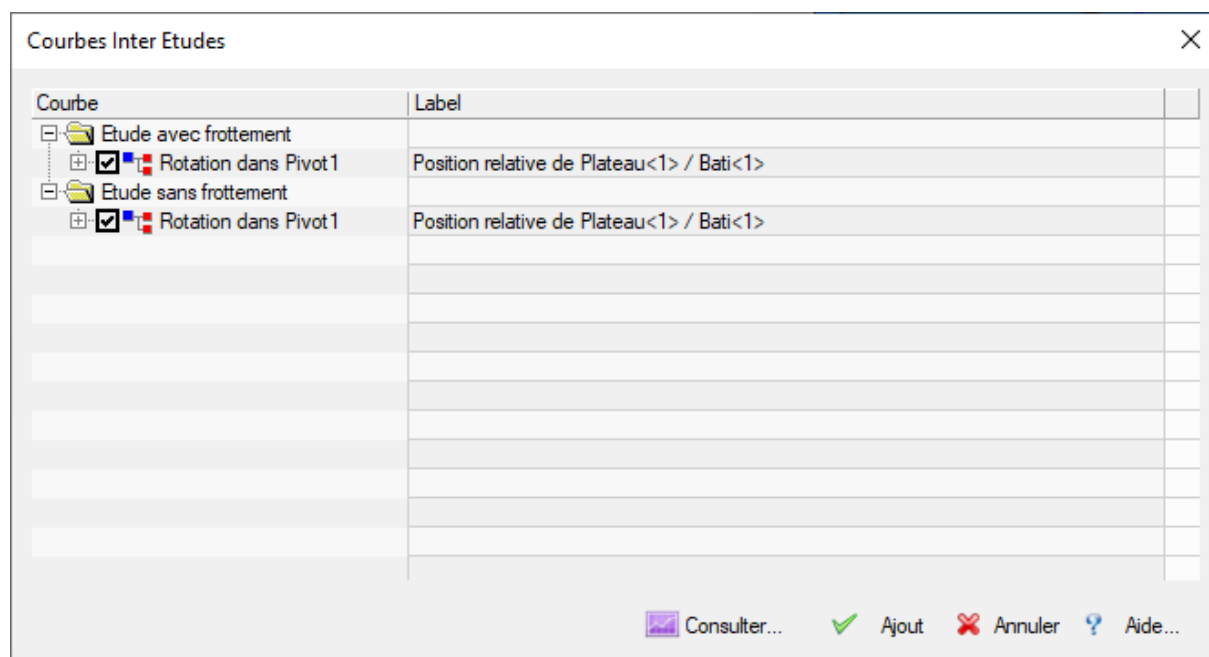 Courbes Inter Etudes
Courbe Label
Etude avec frottement
Rotation dans Pivot1 Position relative de Plateau<1> / Bati<1>
Etude sans frottement
Rotation dans Pivot1 Position relative de Plateau<1> / Bati<1>
Consulter... Ajout Annuler Aide...